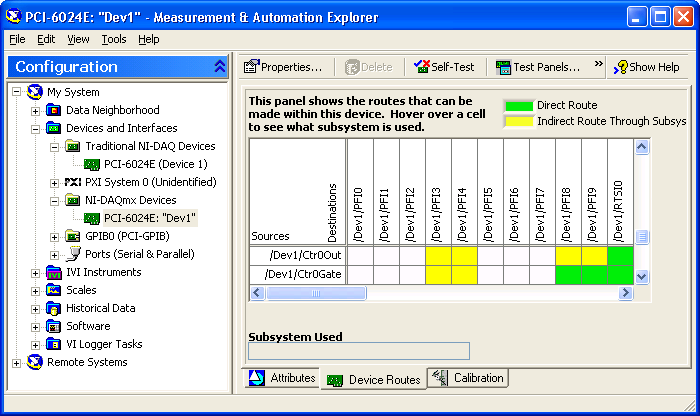 PCI-6024E: "Dev1" - Measurement & Automation Explorer
File Edit View Tools Help
Configuration
Properties... Delete Self-Test Test Panels... » Show Help
My System
Data Neighborhood
Devices and Interfaces
Traditional NI-DAQ Devices
PCI-6024E (Device 1)
PXI PXI System 0 (Unidentified)
NI-DAQmx Devices
PCI-6024E: "Dev1"
GPIB0 (PCI-GPIB)
Ports (Serial & Parallel)
IVI Instruments
Scales
Historical Data
Software
VI Logger Tasks
Remote Systems
This panel shows the routes that can be
made within this device. Hover over a cell
to see what subsystem is used.
Direct Route
Indirect Route Through Subsys
Sources
Destinations
/Dev1/PFI0
/Dev1/PFI1
/Dev1/PFI2
/Dev1/PFI3
/Dev1/PFI4
/Dev1/PFI5
/Dev1/PFI6
/Dev1/PFI7
/Dev1/PFI8
/Dev1/PFI9
/Dev1/RTSI0
/Dev1/Ctr0Out
/Dev1/Ctr0Gate
Subsystem Used
Attributes Device Routes Calibration